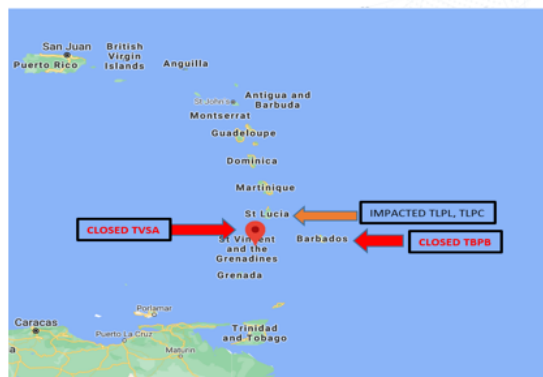 San Juan
Puerto Rico
British
Virgin
Islands
Anguilla
St. John's
Antigua and
Barbuda
Montserrat
Guadeloupe
Dominica
Martinique
St Lucia
IMPACTED TLPL, TLPC
CLOSED TVSA
St Vincent
and the
Grenadines
Barbados
CLOSED TBPB
Grenada
Porlamar
Caracas
Puerto La Cruz
Maturín
Trinidad
and Tobago
a